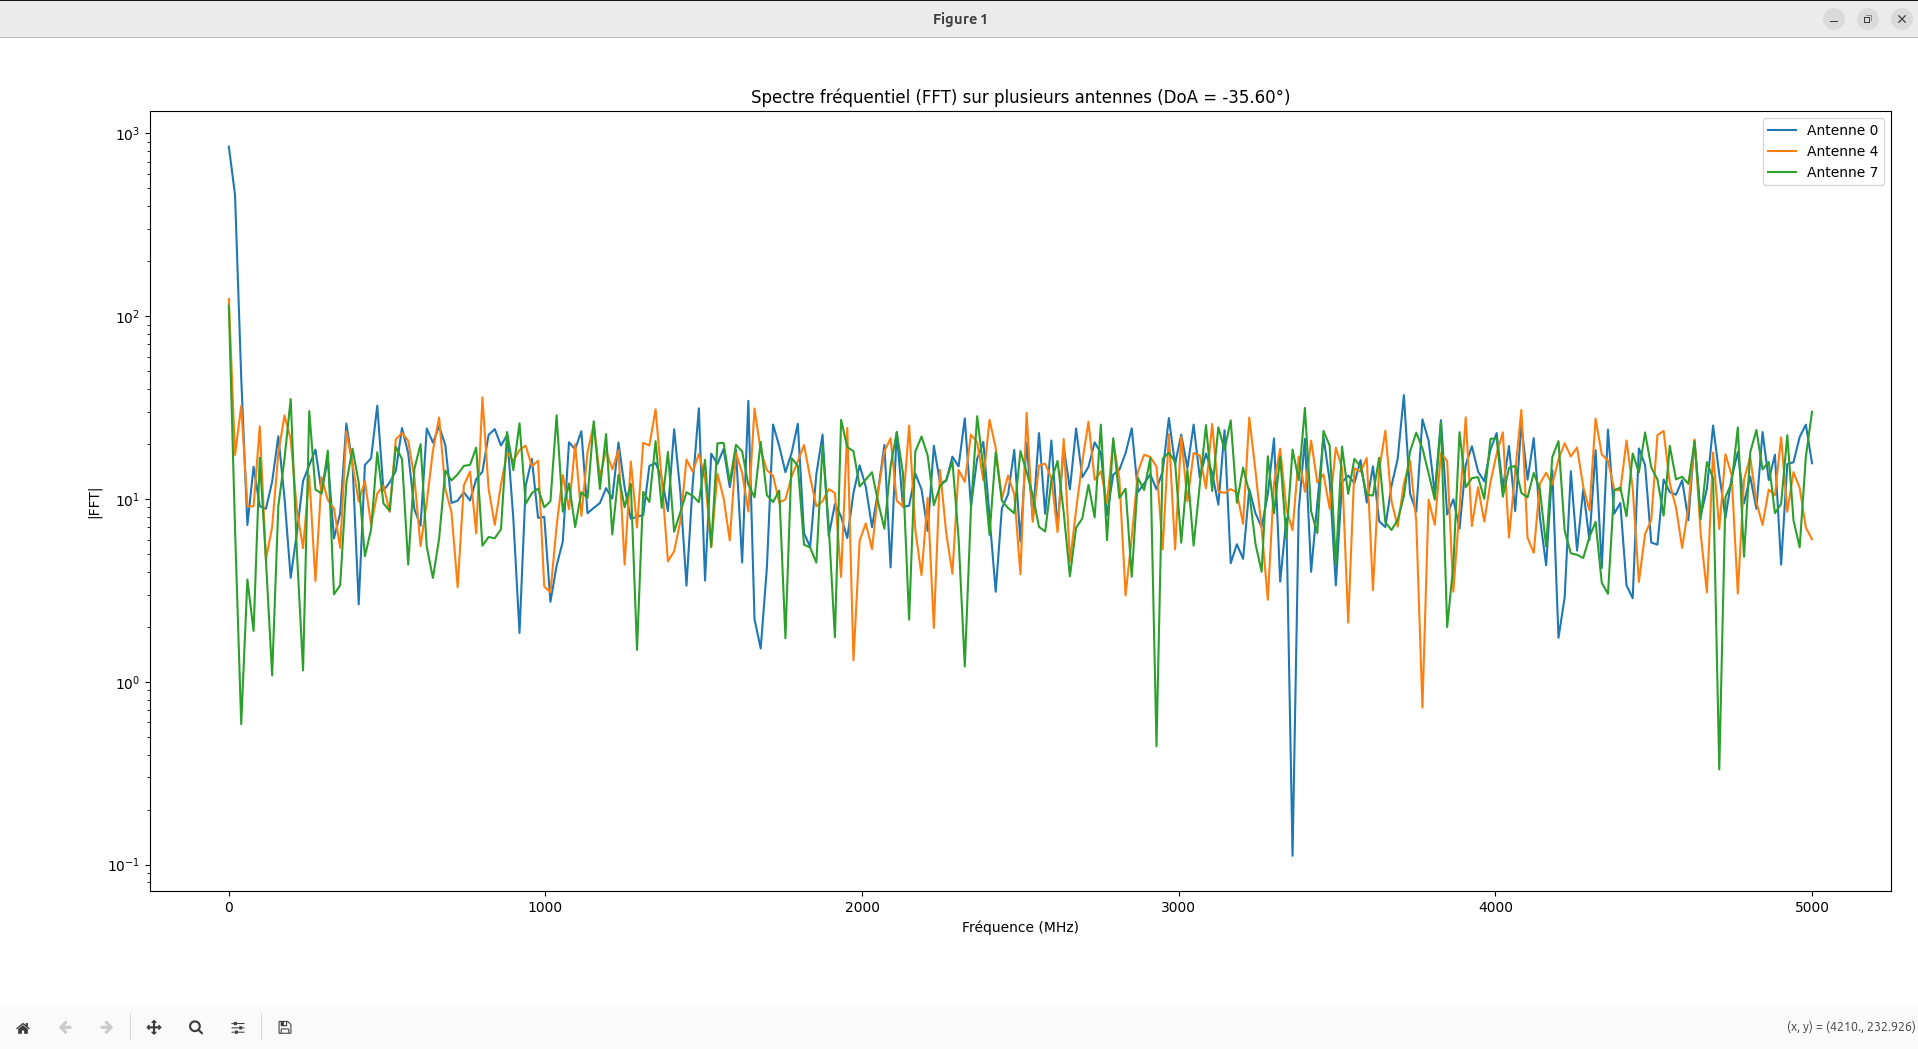 Figure 1
Spectre fréquentiel (FFT) sur plusieurs antennes (DoA = -35.60°)
Antenne 0
Antenne 4
Antenne 7
10³
10²
10¹
10⁰
10⁻¹
|FFT|
0 1000 2000 3000 4000 5000
Fréquence (MHz)
(x, y) = (4210., 232.926)